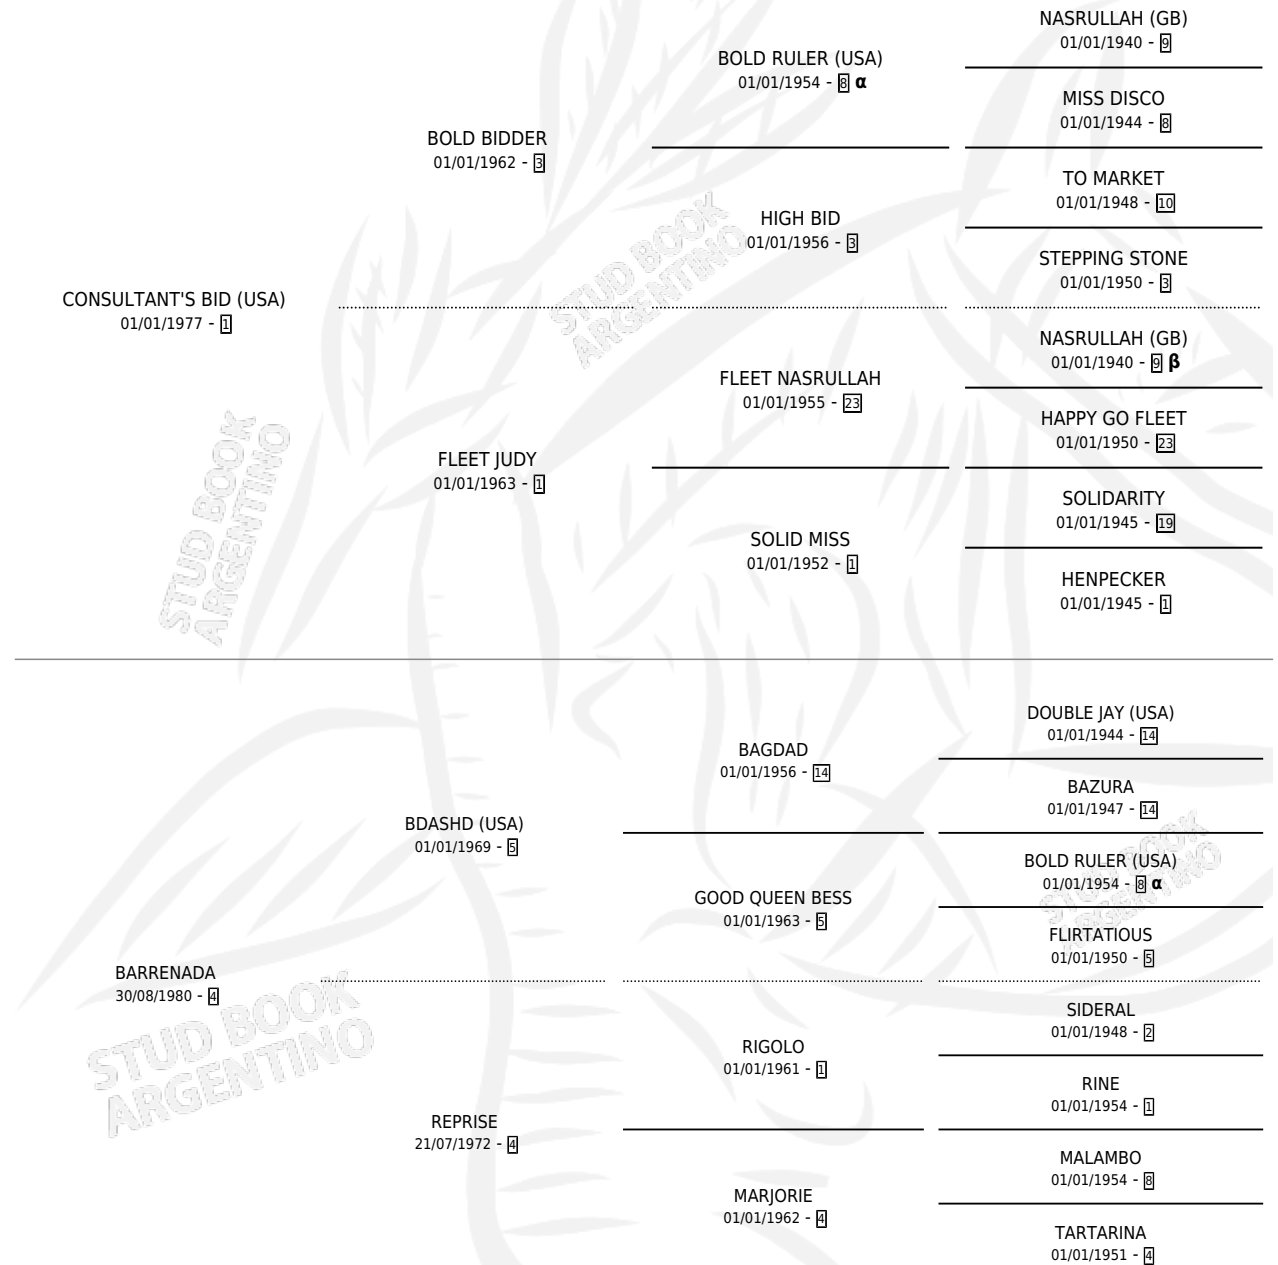 NASRULLAH (GB)
01/01/1940 - 9
BOLD RULER (USA)
01/01/1954 - 8 α
MISS DISCO
01/01/1944 - 8
BOLD BIDDER
01/01/1962 - 3
TO MARKET
01/01/1948 - 10
HIGH BID
01/01/1956 - 3
STEPPING STONE
01/01/1950 - 3
CONSULTANT'S BID (USA)
01/01/1977 - 1
NASRULLAH (GB)
01/01/1940 - 9 β
FLEET NASRULLAH
01/01/1955 - 23
HAPPY GO FLEET
01/01/1950 - 23
FLEET JUDY
01/01/1963 - 1
SOLIDARITY
01/01/1945 - 19
SOLID MISS
01/01/1952 - 1
HENPECKER
01/01/1945 - 1
DOUBLE JAY (USA)
01/01/1944 - 14
BAGDAD
01/01/1956 - 14
BAZURA
01/01/1947 - 14
BDASHD (USA)
01/01/1969 - 5
BOLD RULER (USA)
01/01/1954 - 8 α
GOOD QUEEN BESS
01/01/1963 - 5
FLIRTATIOUS
01/01/1950 - 5
BARRENADA
30/08/1980 - 4
SIDERAL
01/01/1948 - 2
RIGOLO
01/01/1961 - 1
RINE
01/01/1954 - 1
REPRISE
21/07/1972 - 4
MALAMBO
01/01/1954 - 8
MARJORIE
01/01/1962 - 4
TARTARINA
01/01/1951 - 4
STUD BOOK
ARGENTINO
STUD BOOK
ARGENTINO
STUD BOOK
ARGENTINO
STUD BOOK
ARGENTINO